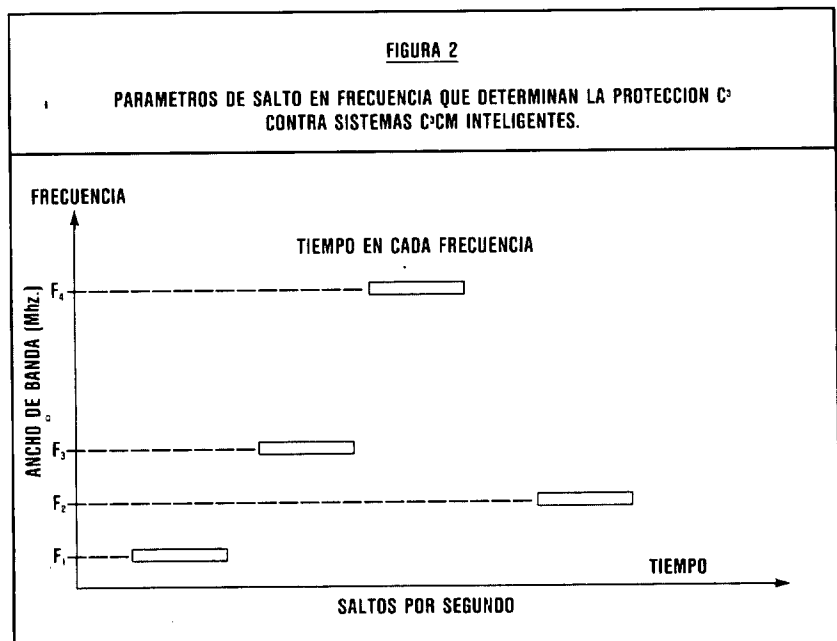 FIGURA 2
PARAMETROS DE SALTO EN FRECUENCIA QUE DETERMINAN LA PROTECCION C³
CONTRA SISTEMAS C³CM INTELIGENTES.
FRECUENCIA
TIEMPO EN CADA FRECUENCIA
ANCHO DE BANDA (Mhz.)
F₄
F₃
F₂
F₁
TIEMPO
SALTOS POR SEGUNDO